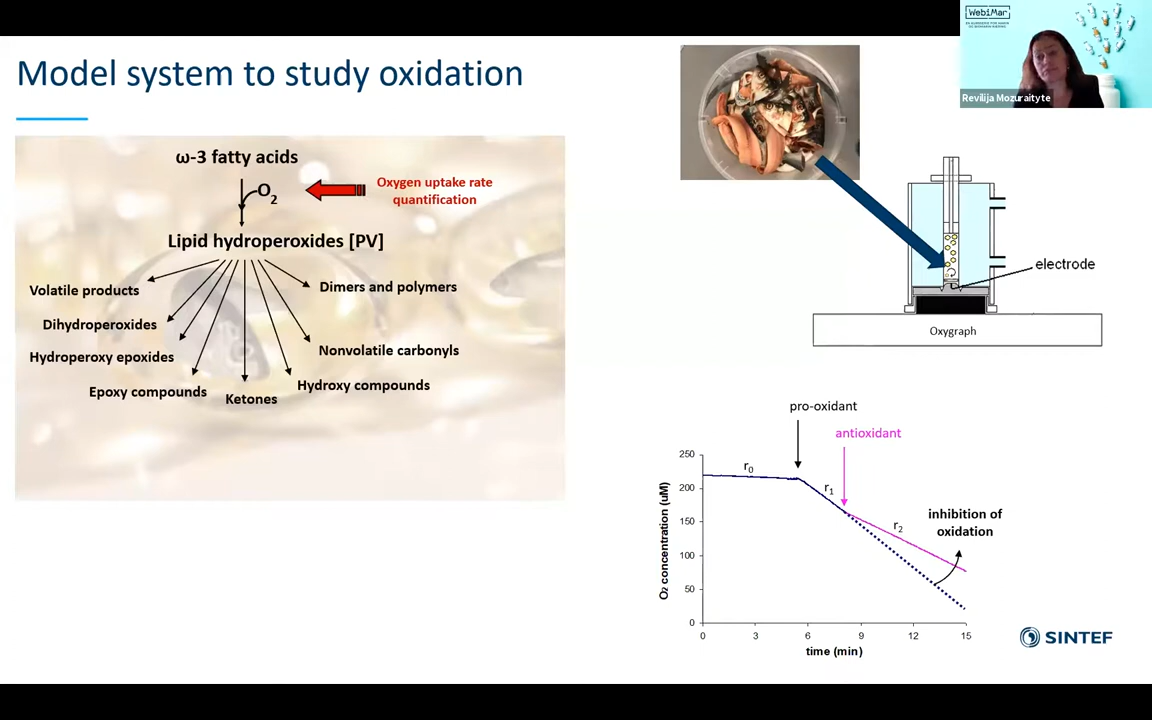 Model system to study oxidation
WebiMar
Revilija Mozuraityte
ω-3 fatty acids
O2
Oxygen uptake rate
quantification
Lipid hydroperoxides [PV]
Volatile products
Dimers and polymers
Dihydroperoxides
Hydroperoxy epoxides
Nonvolatile carbonyls
Epoxy compounds
Hydroxy compounds
Ketones
electrode
Oxygraph
pro-oxidant
antioxidant
O2 concentration (uM)
250
200
150
100
50
0
r0
r1
r2
inhibition of
oxidation
0 3 6 9 12 15
time (min)
SINTEF